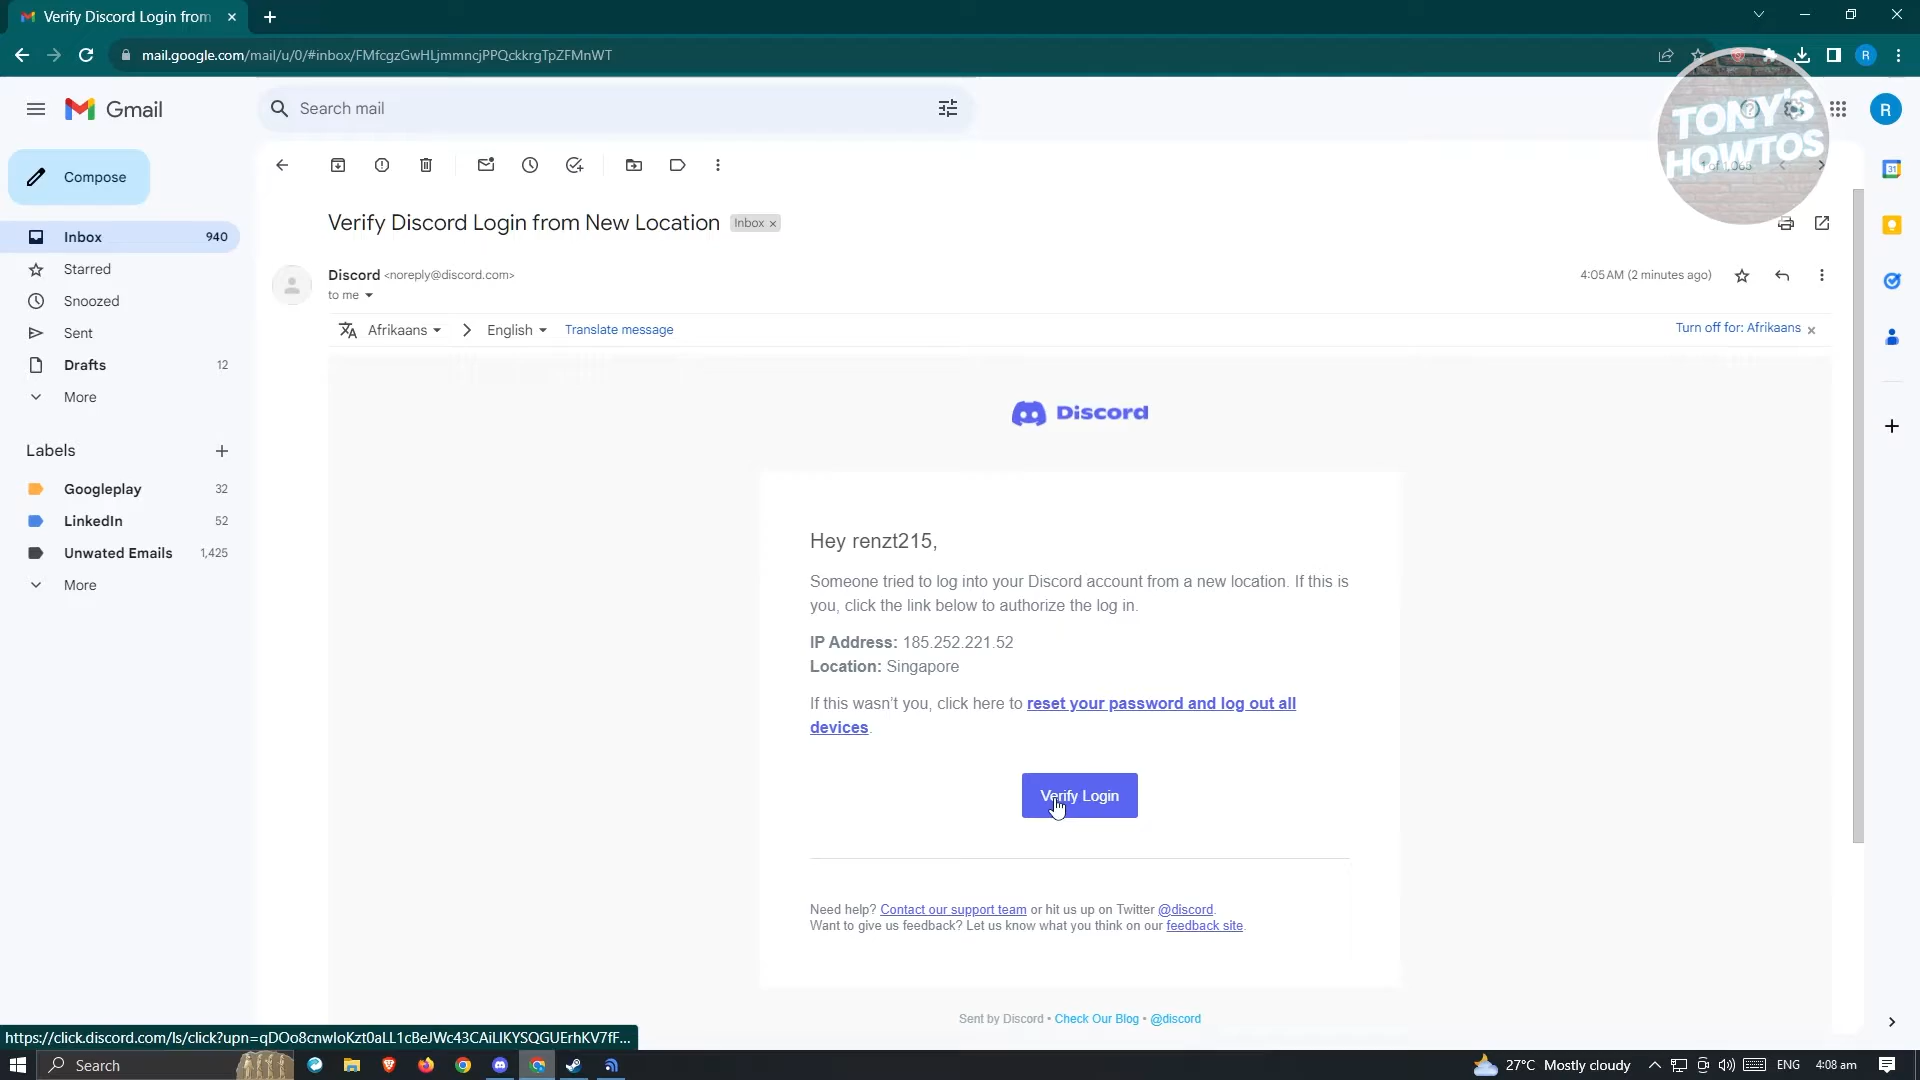 Verify Discord Login from
mail.google.com/mail/u/0/#inbox/FMfcgzGwHLjmmncjPPQckkrgTpZFMnWT
R
Gmail
Search mail
R
TONY'S
HOWTOS
Compose
1 of 1,065
Verify Discord Login from New Location
Inbox ×
Inbox 940
Starred
Snoozed
Sent
Drafts 12
More
Discord <noreply@discord.com>
4:05 AM (2 minutes ago)
to me
Afrikaans > English Translate message
Turn off for: Afrikaans ×
31
Labels +
Googleplay 32
LinkedIn 52
Unwated Emails 1,425
More
Discord
Hey renzt215,
Someone tried to log into your Discord account from a new location. If this is
you, click the link below to authorize the log in.
IP Address: 185.252.221.52
Location: Singapore
If this wasn't you, click here to reset your password and log out all
devices.
Verify Login
Need help? Contact our support team or hit us up on Twitter @discord.
Want to give us feedback? Let us know what you think on our feedback site.
Sent by Discord • Check Our Blog • @discord
https://click.discord.com/ls/click?upn=qDOo8cnwIoKzt0aLL1cBeJWc43CAiLIKYSQGUErhKV7fF...
Search
27°C Mostly cloudy
ENG
4:08 am